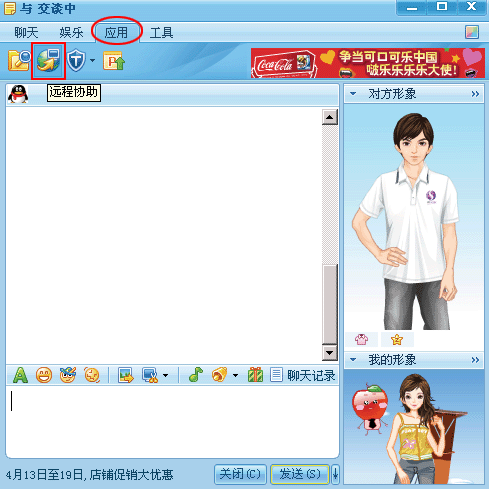 与 交谈中
聊天 娱乐 应用 工具
争当可口可乐中国
啵乐乐乐乐大使!
Coca-Cola
远程协助
对方形象
我的形象
聊天记录
4月13日至19日,店铺促销大优惠
关闭(C)
发送(S)